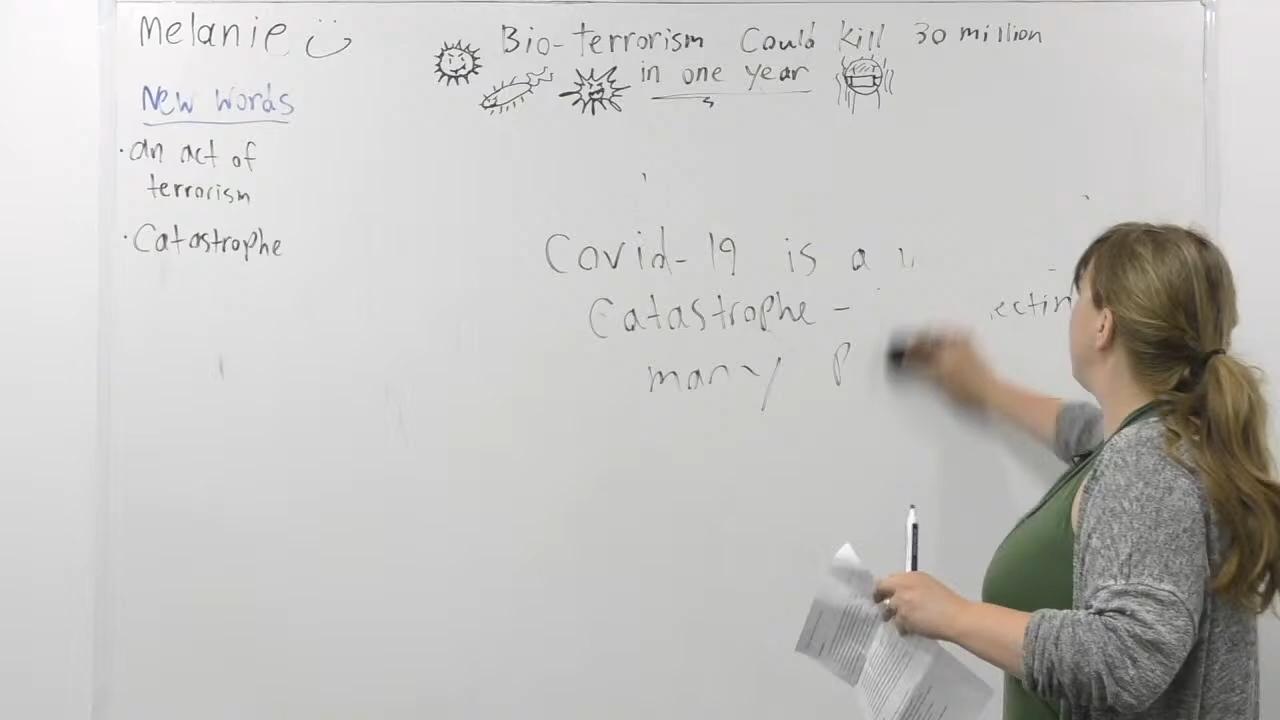 Melanie
Bio-terrorism Could kill 30 million
in one year
New words
• an act of
terrorism
• Catastrophe
Covid-19 is a
Catastrophe -
many